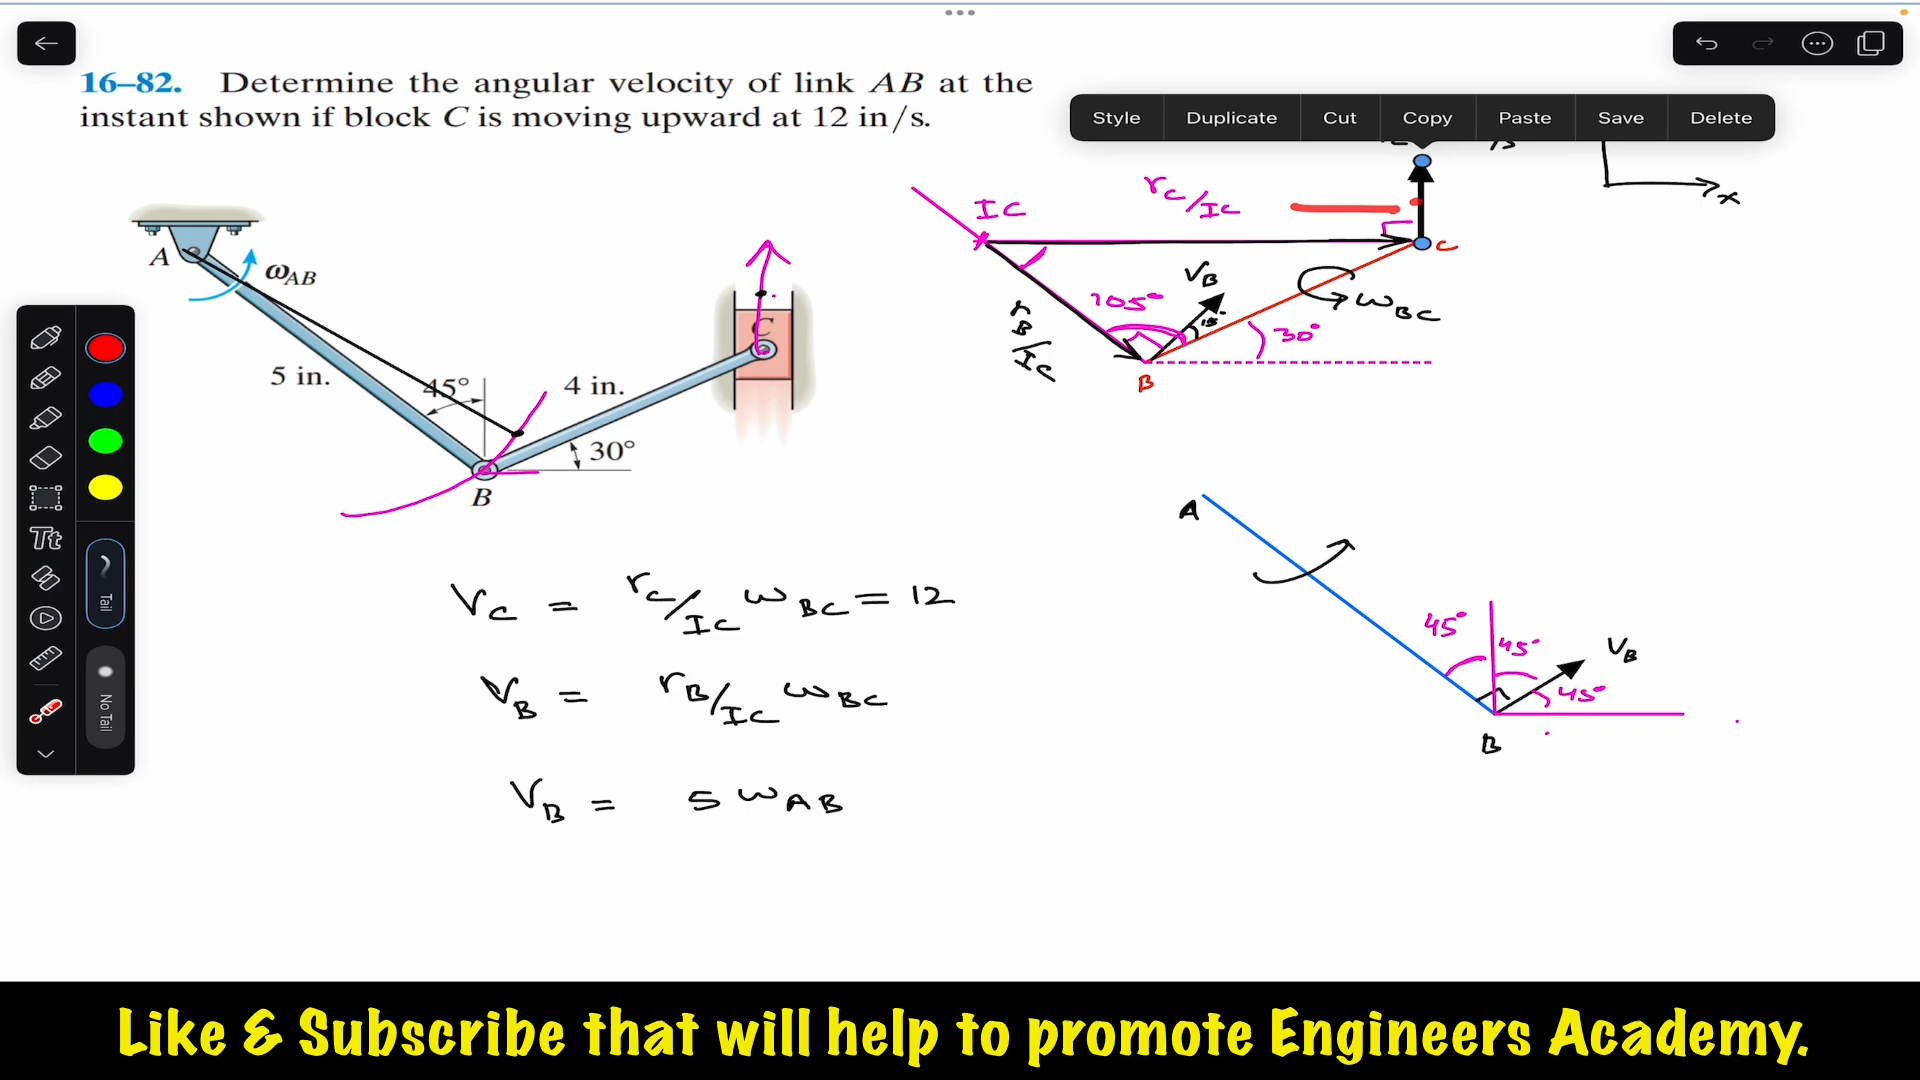 16–82. Determine the angular velocity of link AB at the
instant shown if block C is moving upward at 12 in/s.
Style Duplicate Cut Copy Paste Save Delete
x
IC
rC/IC
C
VB
105°
15°
ωBC
30°
rB/IC
B
A
ωAB
5 in.
45°
4 in.
C
30°
B
Tt
Tail
No Tail
VC = rC/IC ωBC = 12
VB = rB/IC ωBC
VB = 5 ωAB
A
45°
45°
VB
45°
B
Like & Subscribe that will help to promote Engineers Academy.